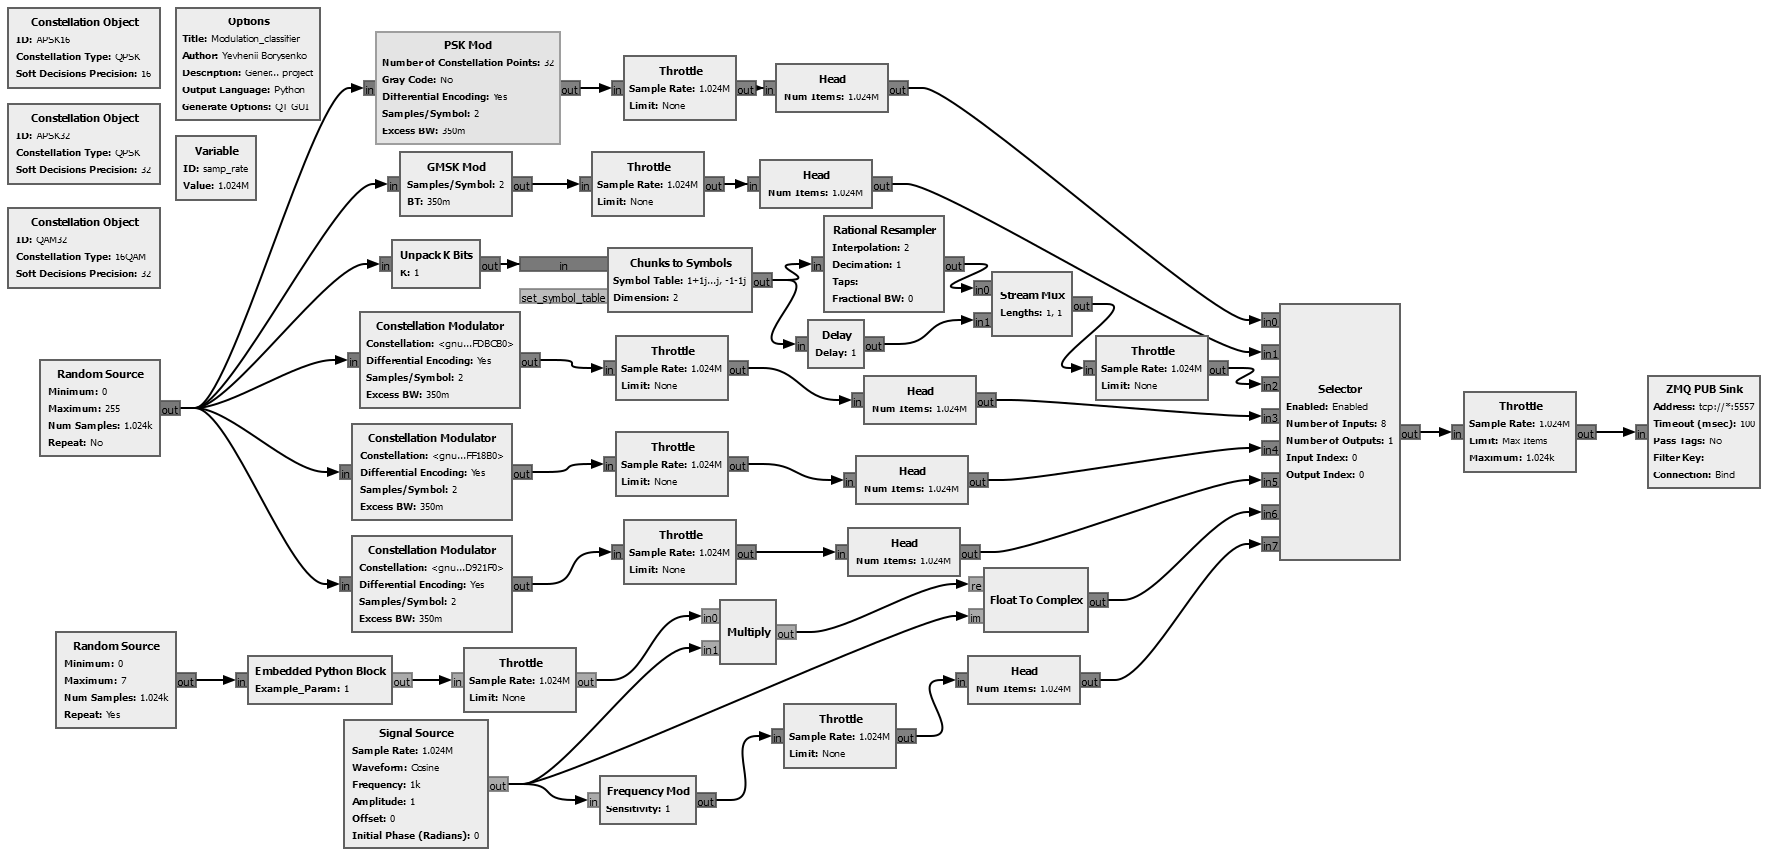 Constellation Object
ID: APSK16
Constellation Type: QPSK
Soft Decisions Precision: 16
Options
Title: Modulation_classifier
Author: Yevhenii Borysenko
Description: Gener... project
Output Language: Python
Generate Options: QT GUI
Constellation Object
ID: APSK32
Constellation Type: QPSK
Soft Decisions Precision: 32
Variable
ID: samp_rate
Value: 1.024M
Constellation Object
ID: QAM32
Constellation Type: 16QAM
Soft Decisions Precision: 32
in
PSK Mod
Number of Constellation Points: 32
Gray Code: No
Differential Encoding: Yes
Samples/Symbol: 2
Excess BW: 350m
out
in
Throttle
Sample Rate: 1.024M
Limit: None
out
in
Head
Num Items: 1.024M
out
in
GMSK Mod
Samples/Symbol: 2
BT: 350m
out
in
Throttle
Sample Rate: 1.024M
Limit: None
out
in
Head
Num Items: 1.024M
out
in
Unpack K Bits
K: 1
out
in
set_symbol_table
Chunks to Symbols
Symbol Table: 1+1j...j, -1-1j
Dimension: 2
out
in
Rational Resampler
Interpolation: 2
Decimation: 1
Taps:
Fractional BW: 0
out
in
Delay
Delay: 1
out
in0
in1
Stream Mux
Lengths: 1, 1
out
in
Throttle
Sample Rate: 1.024M
Limit: None
out
in
Constellation Modulator
Constellation: <gnu...FDBCB0>
Differential Encoding: Yes
Samples/Symbol: 2
Excess BW: 350m
out
in
Throttle
Sample Rate: 1.024M
Limit: None
out
in
Head
Num Items: 1.024M
out
Random Source
Minimum: 0
Maximum: 255
Num Samples: 1.024k
Repeat: No
out
in
Constellation Modulator
Constellation: <gnu...FF18B0>
Differential Encoding: Yes
Samples/Symbol: 2
Excess BW: 350m
out
in
Throttle
Sample Rate: 1.024M
Limit: None
out
in
Head
Num Items: 1.024M
out
in
Constellation Modulator
Constellation: <gnu...D921F0>
Differential Encoding: Yes
Samples/Symbol: 2
Excess BW: 350m
out
in
Throttle
Sample Rate: 1.024M
Limit: None
out
in
Head
Num Items: 1.024M
out
in0
in1
in2
in3
in4
in5
in6
in7
Selector
Enabled: Enabled
Number of Inputs: 8
Number of Outputs: 1
Input Index: 0
Output Index: 0
out
in
Throttle
Sample Rate: 1.024M
Limit: Max Items
Maximum: 1.024k
out
in
ZMQ PUB Sink
Address: tcp://*:5557
Timeout (msec): 100
Pass Tags: No
Filter Key:
Connection: Bind
Random Source
Minimum: 0
Maximum: 7
Num Samples: 1.024k
Repeat: Yes
out
in
Embedded Python Block
Example_Param: 1
out
in
Throttle
Sample Rate: 1.024M
Limit: None
out
in0
in1
Multiply
out
re
im
Float To Complex
out
Signal Source
Sample Rate: 1.024M
Waveform: Cosine
Frequency: 1k
Amplitude: 1
Offset: 0
Initial Phase (Radians): 0
out
in
Frequency Mod
Sensitivity: 1
out
in
Throttle
Sample Rate: 1.024M
Limit: None
out
in
Head
Num Items: 1.024M
out